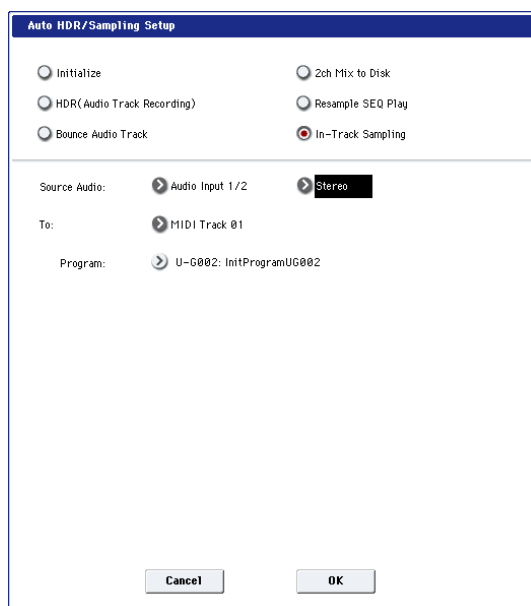 Auto HDR/Sampling Setup
Initialize
2ch Mix to Disk
HDR(Audio Track Recording)
Resample SEQ Play
Bounce Audio Track
In-Track Sampling
Source Audio: Audio Input 1/2 Stereo
To: MIDI Track 01
Program: U-G002: InitProgramUG002
Cancel OK